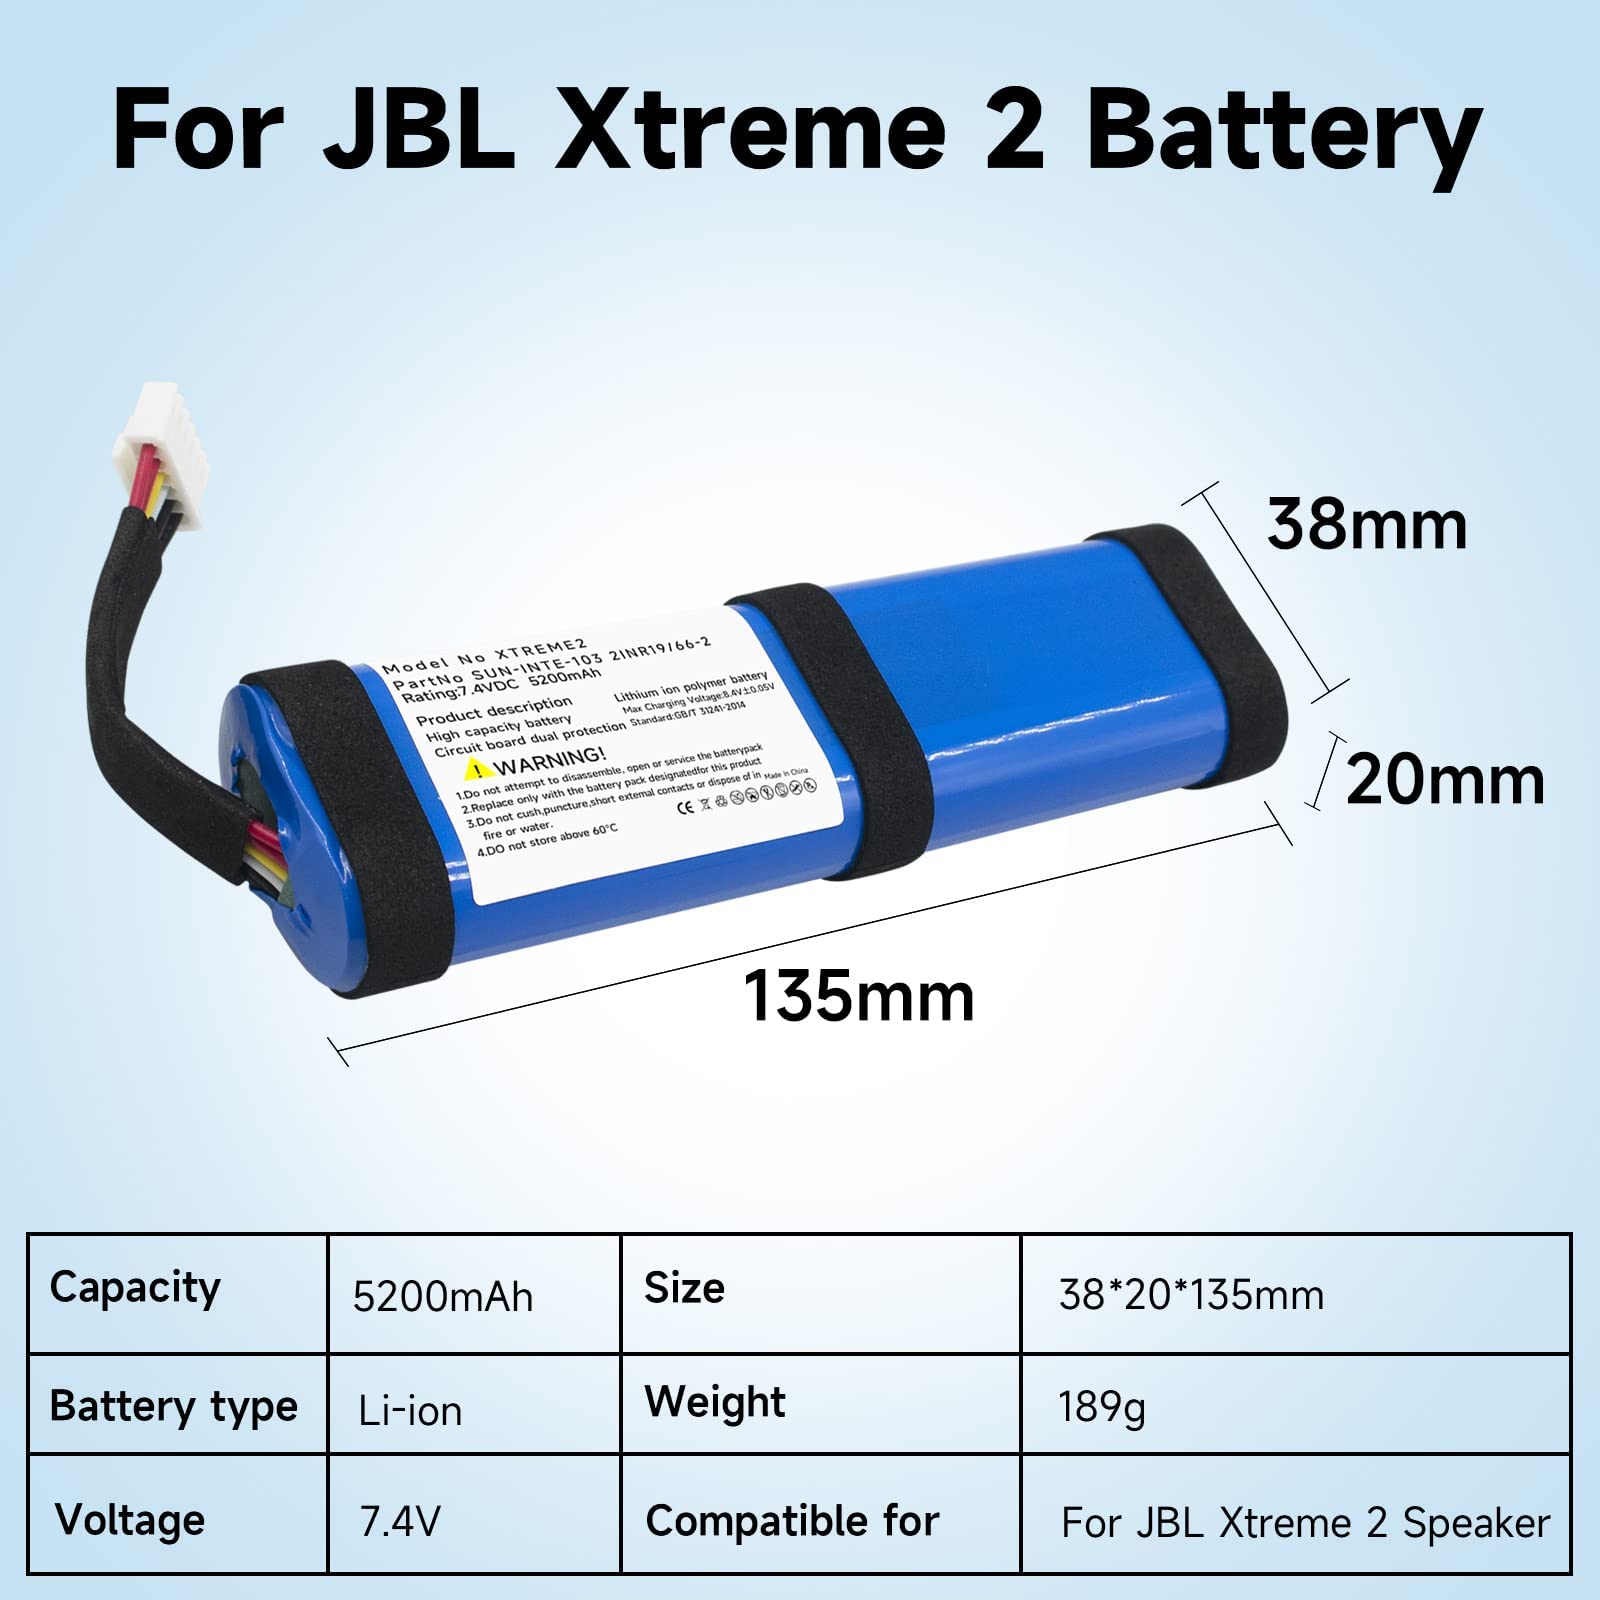 For JBL Xtreme 2 Battery
38mm
20mm
135mm
Model No XTREME2
PartNo SUN-INTE-103 2INR19/66-2
Rating:7.4VDC 5200mAh
Product description
High capacity battery
Circuit board dual protection
Lithium ion polymer battery
Max Charging Voltage:8.4V±0.05V
Standard:GB/T 31241-2014
WARNING!
1.Do not attempt to disassemble, open or service the batterypack
2.Replace only with the battery pack designatedfor this product
3.Do not cush,puncture,short external contacts or dispose of in
fire or water.
4.DO not store above 60°C
Made in China
CE
Capacity 5200mAh Size 38*20*135mm
Battery type Li-ion Weight 189g
Voltage 7.4V Compatible for For JBL Xtreme 2 Speaker